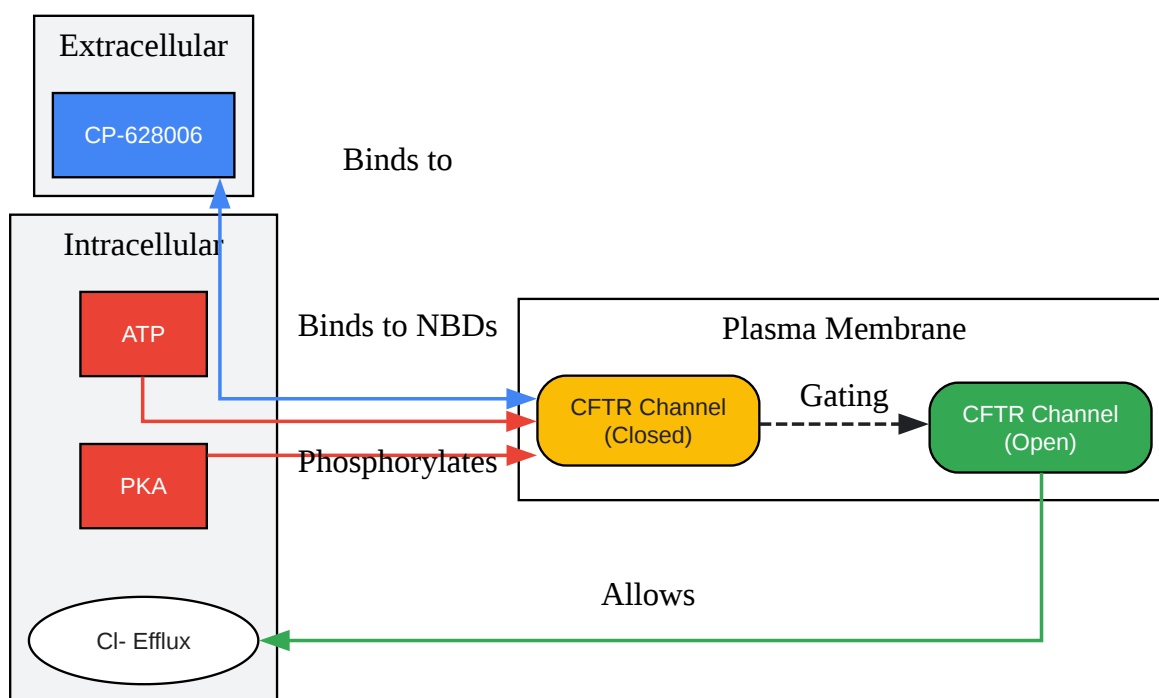 Extracellular
CP-628006
Binds to
Intracellular
ATP
Binds to NBDs
Plasma Membrane
CFTR Channel
(Closed)
Gating
CFTR Channel
(Open)
Phosphorylates
PKA
Allows
Cl- Efflux